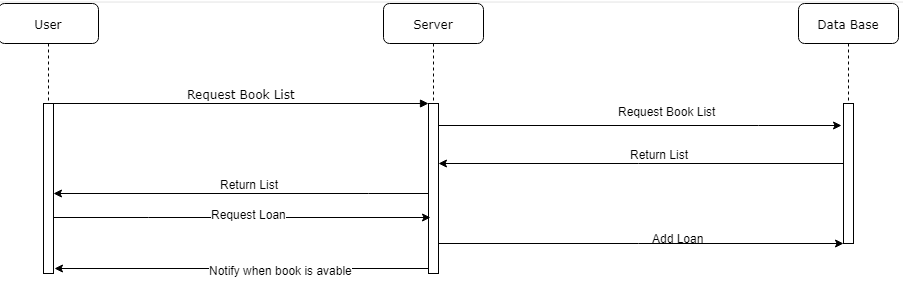 User
Server
Data Base
Request Book List
Request Book List
Return List
Return List
Request Loan
Add Loan
Notify when book is avable